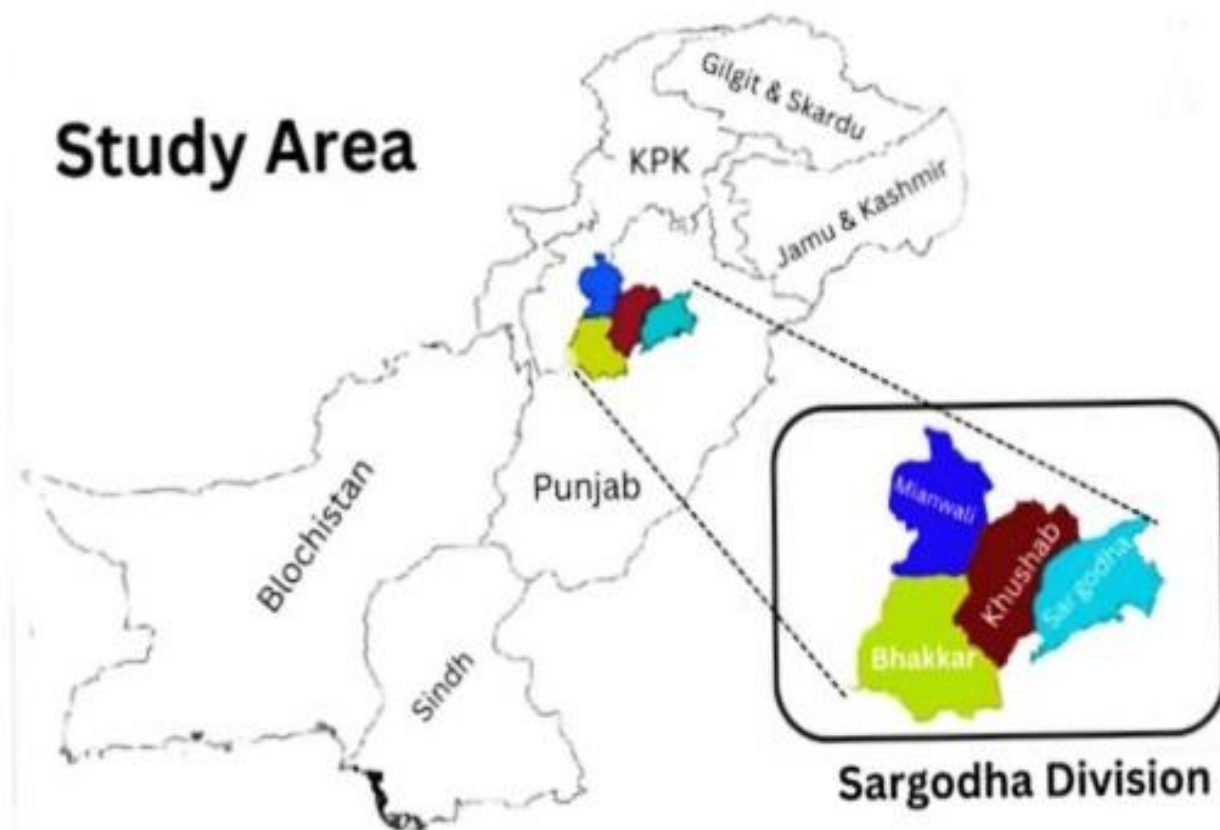 Study Area
Gilgit & Skardu
KPK
Jamu & Kashmir
Punjab
Blochistan
Sindh
Mianwali
Khushab
Sargodha
Bhakkar
Sargodha Division